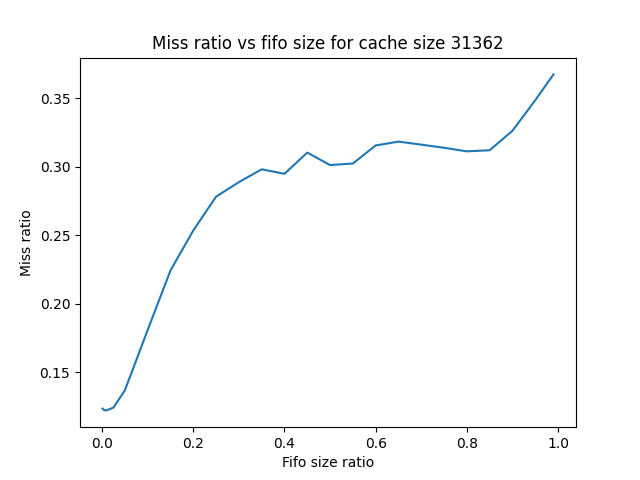 Miss ratio vs fifo size for cache size 31362
0.35
0.30
0.25
0.20
0.15
Miss ratio
0.0 0.2 0.4 0.6 0.8 1.0
Fifo size ratio